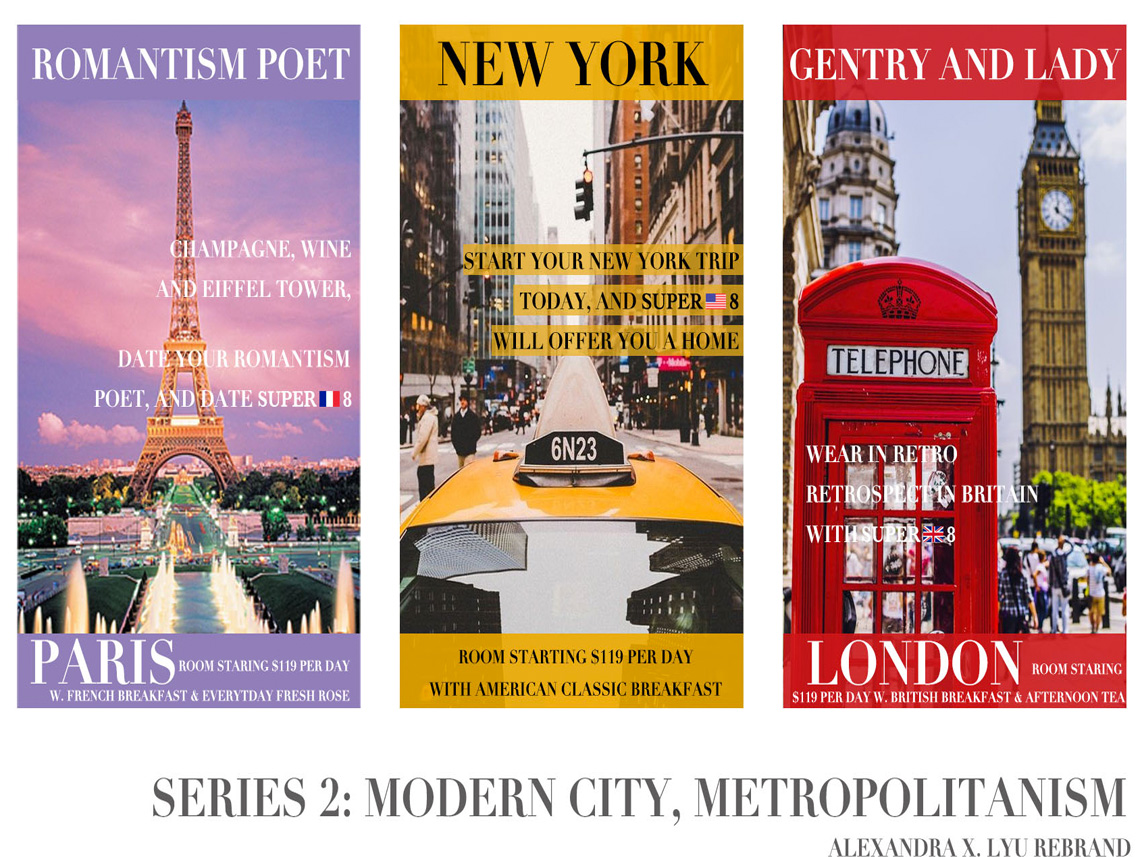 ROMANTISM POET
CHAMPAGNE, WINE
AND EIFFEL TOWER,
DATE YOUR ROMANTISM
POET, AND DATE SUPER🇫🇷8
PARIS ROOM STARING $119 PER DAY
W. FRENCH BREAKFAST & EVERYTDAY FRESH ROSE
NEW YORK
START YOUR NEW YORK TRIP
TODAY, AND SUPER🇺🇸8
WILL OFFER YOU A HOME
6N23
ROOM STARTING $119 PER DAY
WITH AMERICAN CLASSIC BREAKFAST
GENTRY AND LADY
TELEPHONE
WEAR IN RETRO
RETROSPECT IN BRITAIN
WITH SUPER🇬🇧8
LONDON ROOM STARING
$119 PER DAY W. BRITISH BREAKFAST & AFTERNOON TEA
SERIES 2: MODERN CITY, METROPOLITANISM
ALEXANDRA X. LYU REBRAND